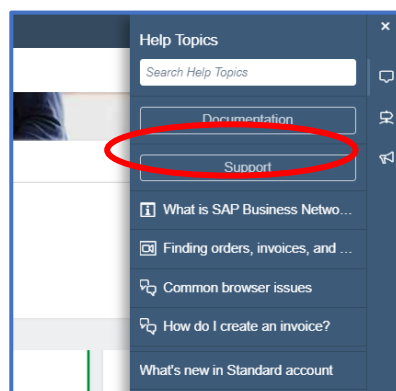 Help Topics
Search Help Topics
Documentation
Support
What is SAP Business Netwo...
Finding orders, invoices, and ...
Common browser issues
How do I create an invoice?
What's new in Standard account